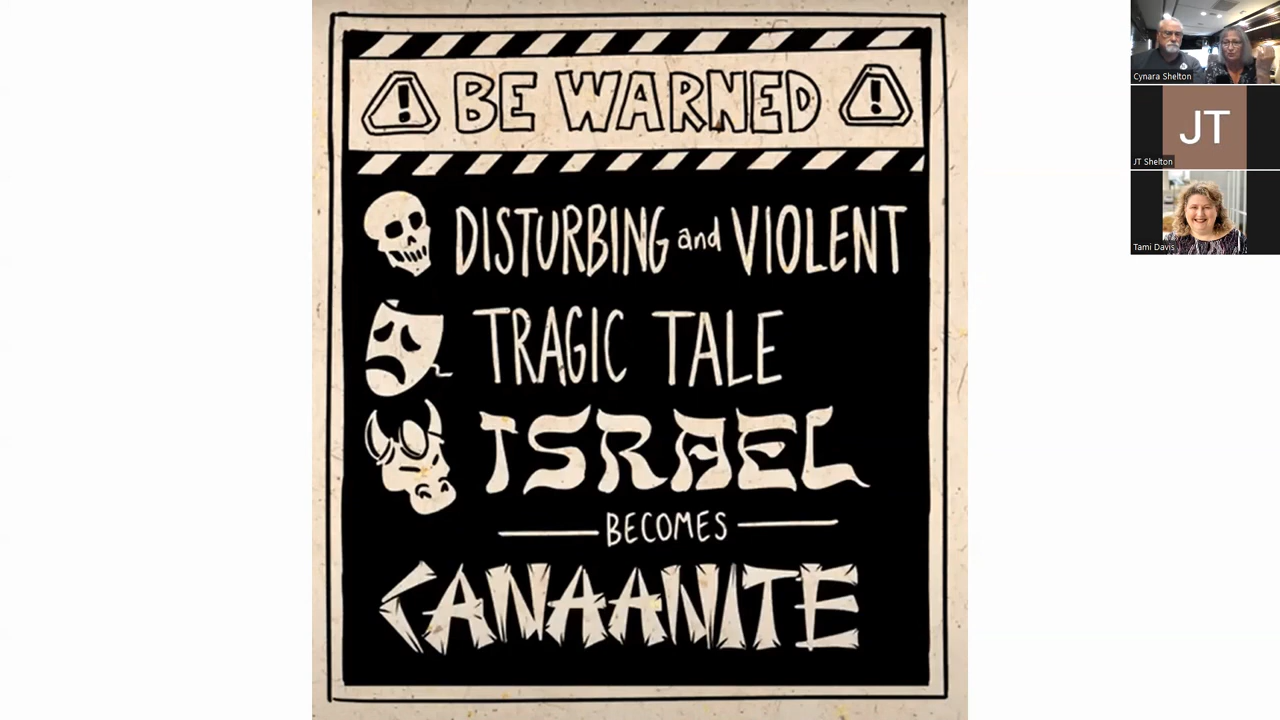 BE WARNED
DISTURBING and VIOLENT
TRAGIC TALE
ISRAEL
BECOMES
CANAANITE
Cynara Shelton
JT
JT Shelton
Tami Davis